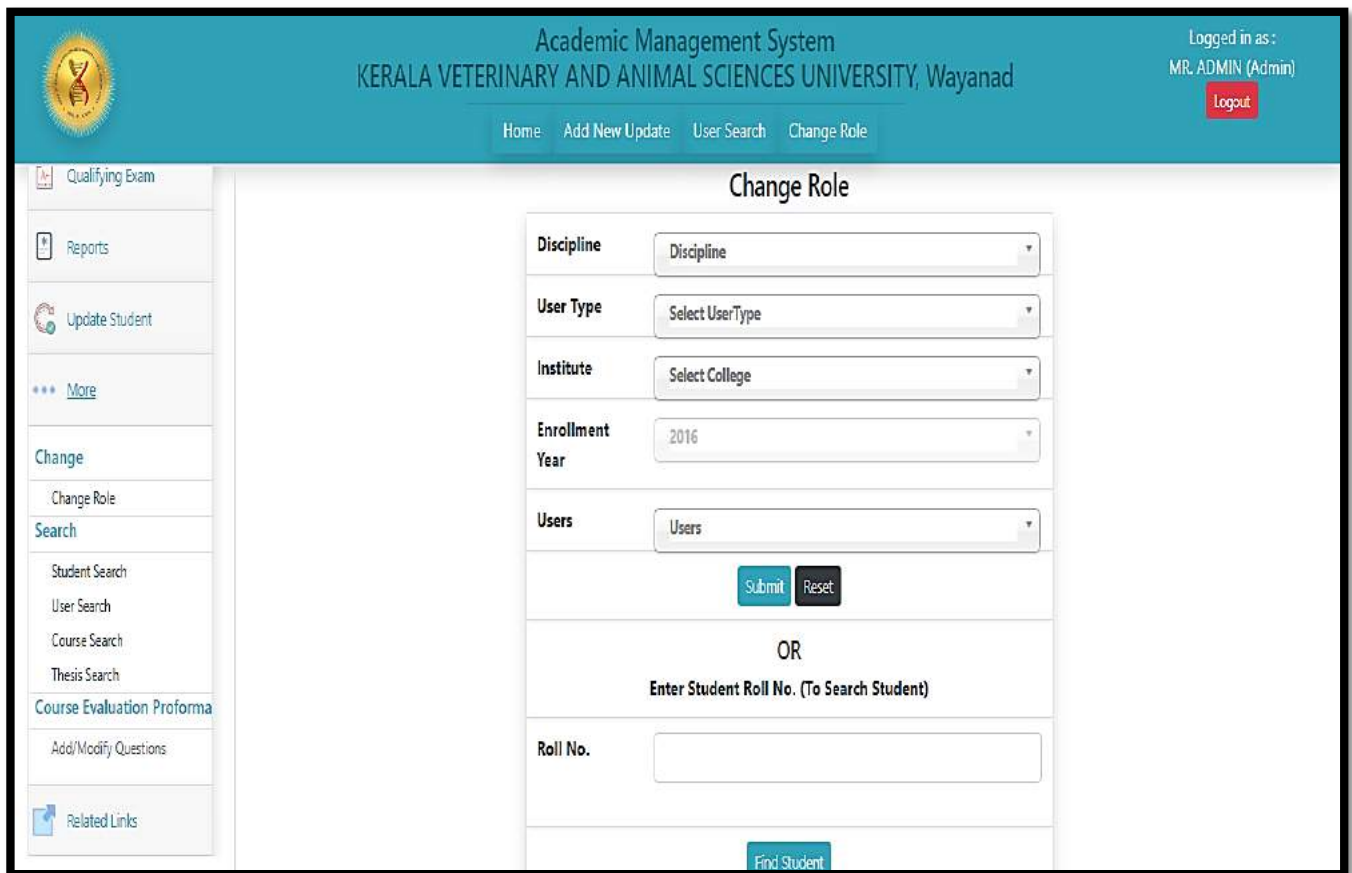 Academic Management System
KERALA VETERINARY AND ANIMAL SCIENCES UNIVERSITY, Wayanad
Logged in as :
MR. ADMIN (Admin)
Logout
Home Add New Update User Search Change Role
Qualifying Exam
Reports
Update Student
More
Change
Change Role
Search
Student Search
User Search
Course Search
Thesis Search
Course Evaluation Proforma
Add/Modify Questions
Related Links
Change Role
Discipline Discipline
User Type Select UserType
Institute Select College
Enrollment
Year
2016
Users Users
Submit Reset
OR
Enter Student Roll No. (To Search Student)
Roll No.
Find Student